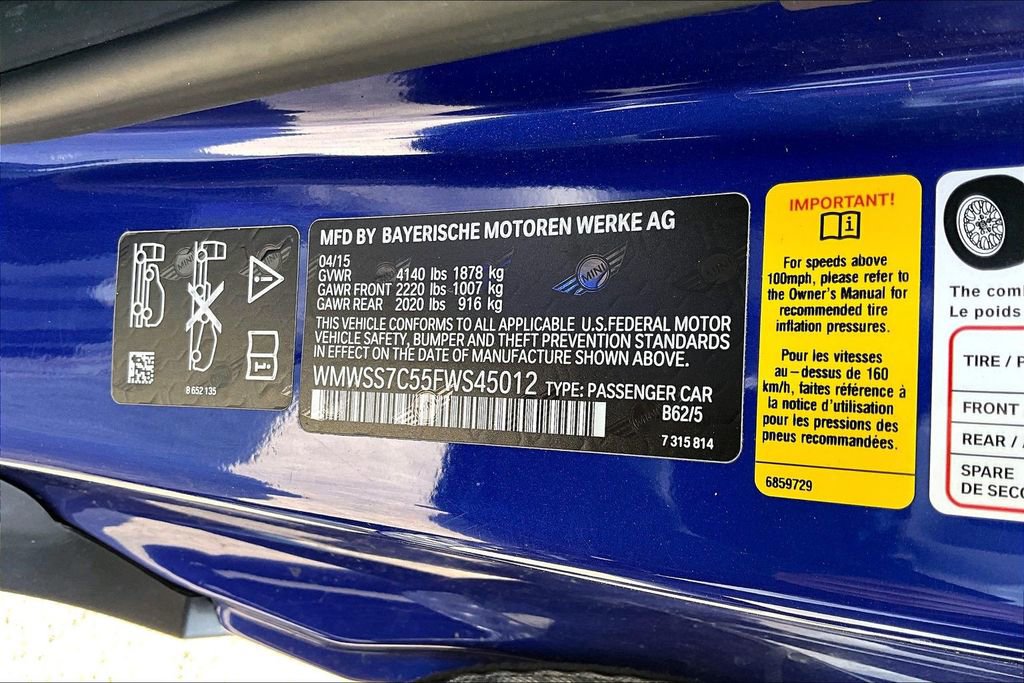 MINI
8 652 135
MFD BY BAYERISCHE MOTOREN WERKE AG
04/15
GVWR 4140 lbs 1878 kg
GAWR FRONT 2220 lbs 1007 kg
GAWR REAR 2020 lbs 916 kg
MINI
THIS VEHICLE CONFORMS TO ALL APPLICABLE U.S.FEDERAL MOTOR
VEHICLE SAFETY, BUMPER AND THEFT PREVENTION STANDARDS
IN EFFECT ON THE DATE OF MANUFACTURE SHOWN ABOVE.
WMWSS7C55FWS45012 TYPE: PASSENGER CAR
B62/5
7 315 814
IMPORTANT!
For speeds above
100mph, please refer to
the Owner's Manual for
recommended tire
inflation pressures.
Pour les vitesses
au-dessus de 160
km/h, faites référence à
la notice d'utilisation
pour les pressions des
pneus recommandées.
6859729
The
Le poids
TIRE /
FRONT
REAR /
SPARE
DE